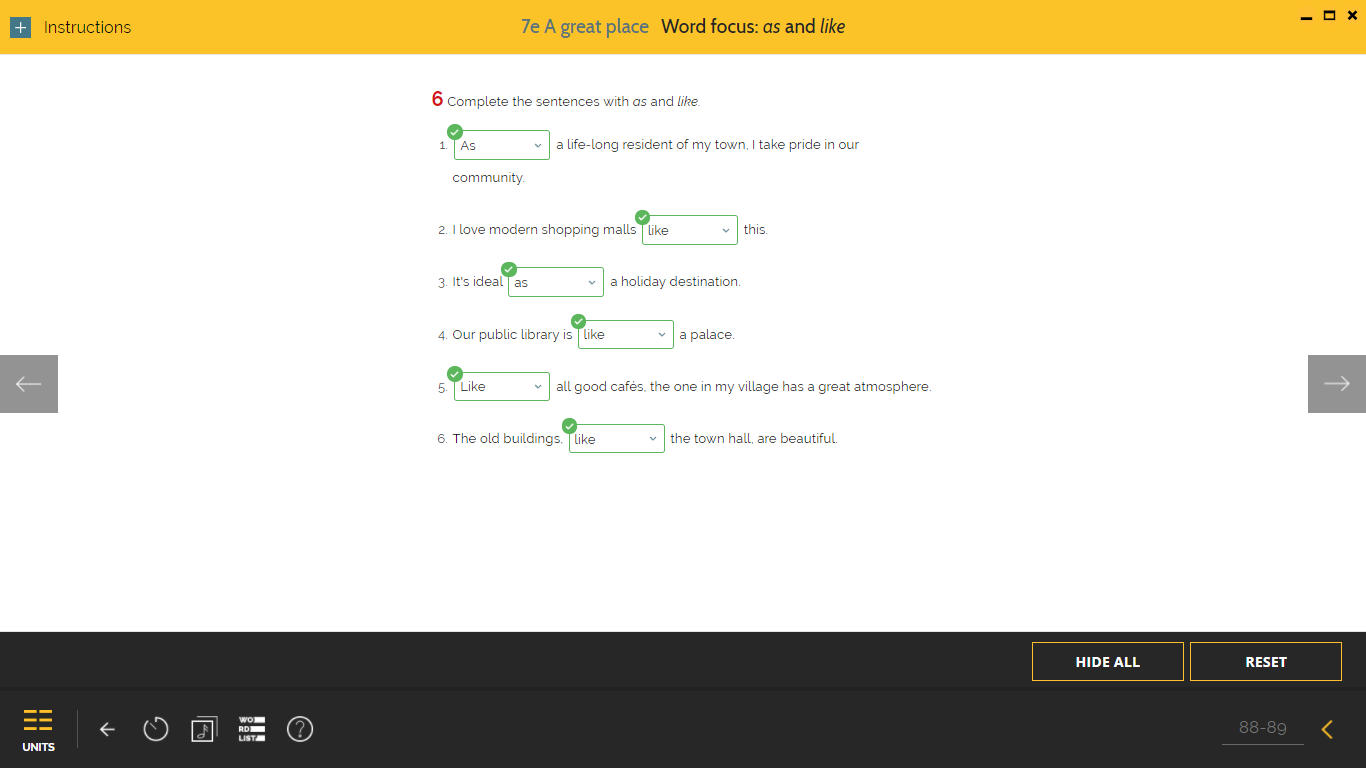 Instructions
7e A great place Word focus: as and like
6 Complete the sentences with as and like.
1. As a life-long resident of my town, I take pride in our
community.
2. I love modern shopping malls like this.
3. It's ideal as a holiday destination.
4. Our public library is like a palace.
5. Like all good cafés, the one in my village has a great atmosphere.
6. The old buildings, like the town hall, are beautiful.
HIDE ALL RESET
WO
RD
LIST
UNITS
88-89